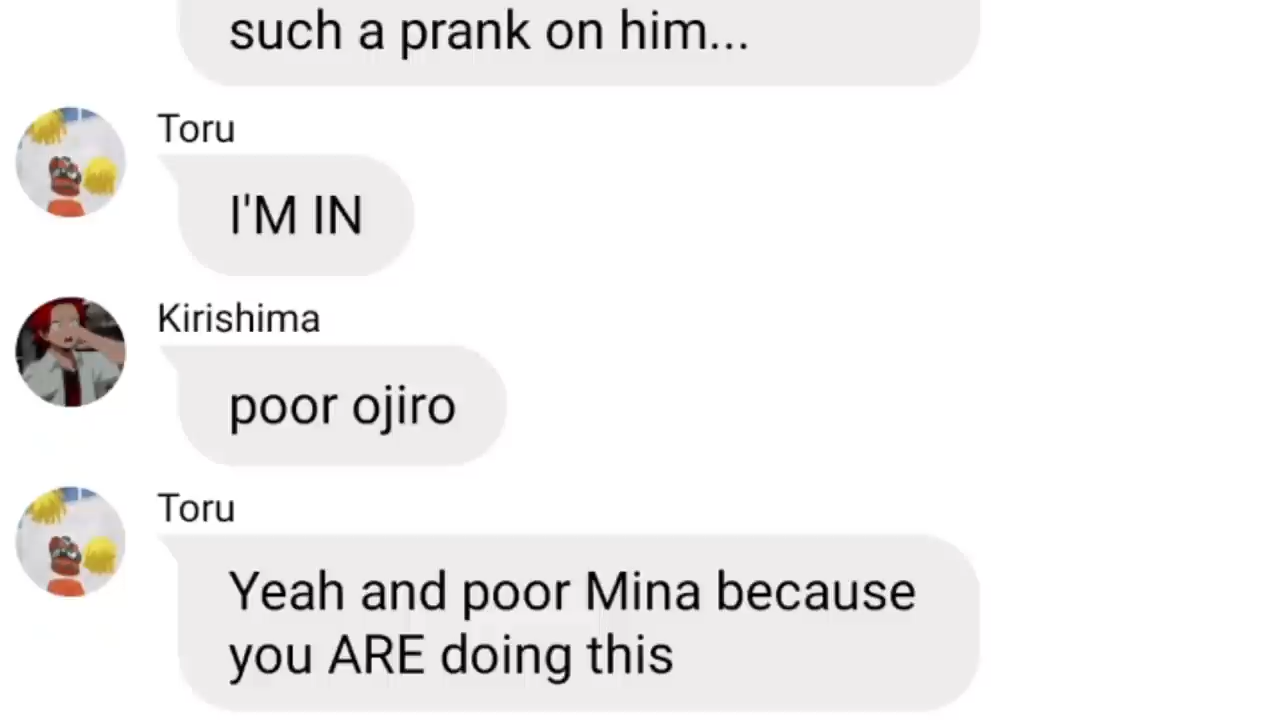 such a prank on him...
Toru
I'M IN
Kirishima
poor ojiro
Toru
Yeah and poor Mina because
you ARE doing this